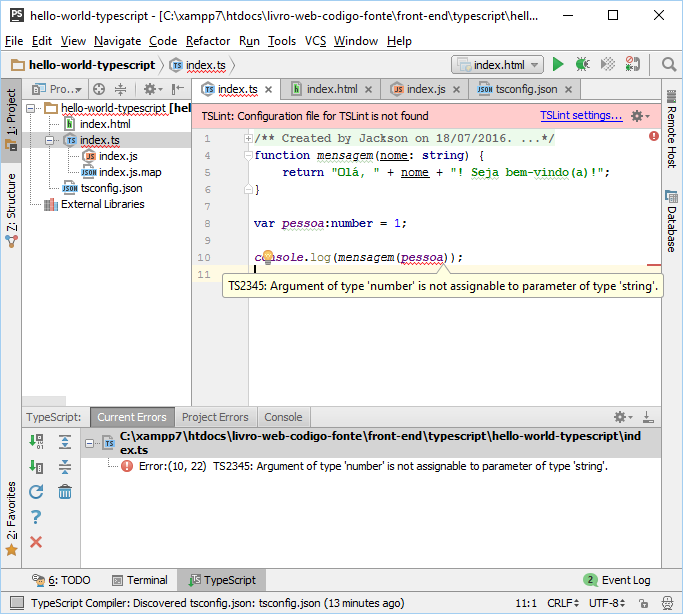 PS hello-world-typescript - [C:\xampp7\htdocs\livro-web-codigo-fonte\front-end\typescript\hell...
File Edit View Navigate Code Refactor Run Tools VCS Window Help
hello-world-typescript index.ts index.html
1: Project
Z: Structure
2: Favorites
Pro...
hello-world-typescript [hel
index.html
index.ts
index.js
index.js.map
tsconfig.json
External Libraries
index.ts index.html index.js tsconfig.json
TSLint: Configuration file for TSLint is not found TSLint settings...
1 /** Created by Jackson on 18/07/2016. ...*/
4 function mensagem(nome: string) {
5 return "Olá, " + nome + "! Seja bem-vindo(a)!";
6 }
7
8 var pessoa:number = 1;
9
10 console.log(mensagem(pessoa));
11
TS2345: Argument of type 'number' is not assignable to parameter of type 'string'.
Remote Host
Database
TypeScript: Current Errors Project Errors Console
C:\xampp7\htdocs\livro-web-codigo-fonte\front-end\typescript\hello-world-typescript\ind
ex.ts
Error:(10, 22) TS2345: Argument of type 'number' is not assignable to parameter of type 'string'.
6: TODO Terminal TypeScript 2 Event Log
TypeScript Compiler: Discovered tsconfig.json: tsconfig.json (13 minutes ago) 11:1 CRLF UTF-8